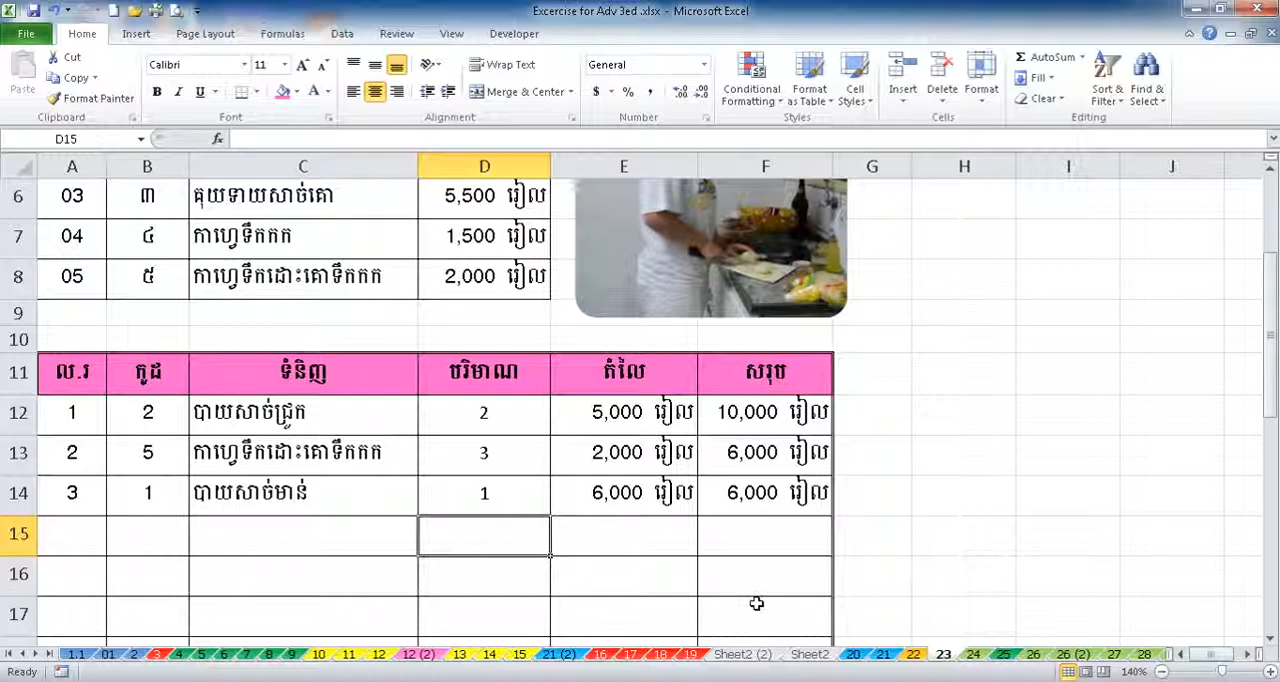 Excercise for Adv 3ed .xlsx - Microsoft Excel
File Home Insert Page Layout Formulas Data Review View Developer
Paste
Cut
Copy
Format Painter
Clipboard
Calibri 11
B I U
Font
Wrap Text
Merge & Center
Alignment
General
$ % ,
Number
Conditional Formatting
Format as Table
Cell Styles
Styles
Insert Delete Format
Cells
Σ AutoSum
Fill
Clear
Sort & Filter
Find & Select
Editing
D15 fx
A B C D E F G H I J
6 03 ៣ គុយទាយសាច់គោ 5,500 រៀល
7 04 ៤ កាហ្វេទឹកកក 1,500 រៀល
8 05 ៥ កាហ្វេទឹកដោះគោទឹកកក 2,000 រៀល
9
10
11 ល.រ កូដ ទំនិញ បរិមាណ តំលៃ សរុប
12 1 2 បាយសាច់ជ្រូក 2 5,000 រៀល 10,000 រៀល
13 2 5 កាហ្វេទឹកដោះគោទឹកកក 3 2,000 រៀល 6,000 រៀល
14 3 1 បាយសាច់មាន់ 1 6,000 រៀល 6,000 រៀល
15
16
17
1.1 01 2 3 4 5 6 7 8 9 10 11 12 12 (2) 13 14 15 21 (2) 16 17 18 19 Sheet2 (2) Sheet2 20 21 22 23 24 25 26 26 (2) 27 28
Ready 140%